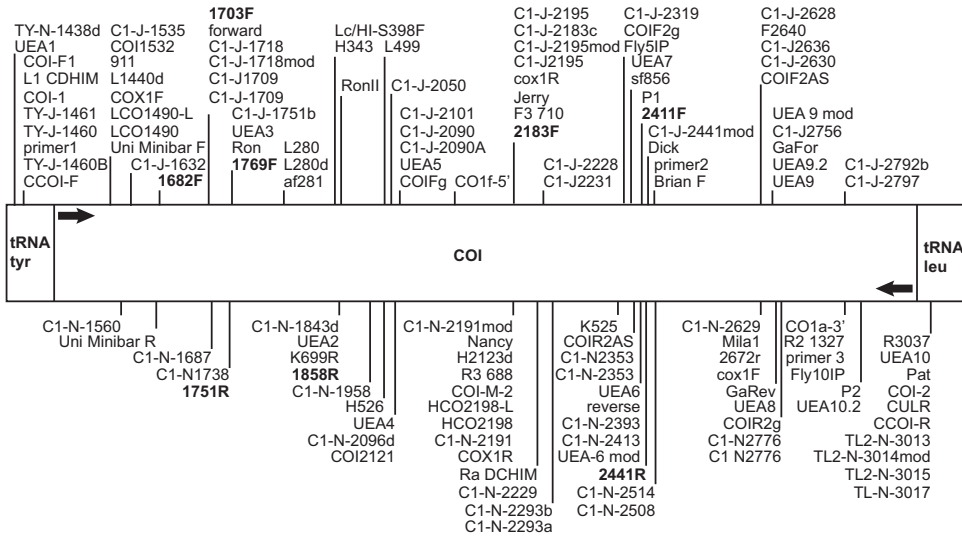 TY-N-1438d
UEA1
COI-F1
L1 CDHIM
COI-1
TY-J-1461
TY-J-1460
primer1
TY-J-1460B
CCOI-F
C1-J-1535
COI1532
911
L1440d
COX1F
LCO1490-L
LCO1490
Uni Minibar F
C1-J-1632
1682F
1703F
forward
C1-J-1718
C1-J-1718mod
C1-J1709
C1-J-1709
C1-J-1751b
UEA3
Ron
1769F
L280
L280d
af281
Lc/HI-S398F
H343
RonII
L499
C1-J-2050
C1-J-2101
C1-J-2090
C1-J-2090A
UEA5
COIFg
CO1f-5'
C1-J-2195
C1-J-2183c
C1-J-2195mod
C1-J2195
cox1R
Jerry
F3 710
2183F
C1-J-2228
C1-J2231
C1-J-2319
COIF2g
Fly5IP
UEA7
sf856
P1
2411F
C1-J-2441mod
Dick
primer2
Brian F
C1-J-2628
F2640
C1-J2636
C1-J-2630
COIF2AS
UEA 9 mod
C1-J2756
GaFor
UEA9.2
UEA9
C1-J-2792b
C1-J-2797
tRNA
tyr
COI
tRNA
leu
C1-N-1560
Uni Minibar R
C1-N-1687
C1-N1738
1751R
C1-N-1843d
UEA2
K699R
1858R
C1-N-1958
H526
UEA4
C1-N-2096d
COI2121
C1-N-2191mod
Nancy
H2123d
R3 688
COI-M-2
HCO2198-L
HCO2198
C1-N-2191
COX1R
Ra DCHIM
C1-N-2229
C1-N-2293b
C1-N-2293a
K525
COIR2AS
C1-N2353
C1-N-2353
UEA6
reverse
C1-N-2393
C1-N-2413
UEA-6 mod
2441R
C1-N-2514
C1-N-2508
C1-N-2629
Mila1
2672r
cox1F
GaRev
UEA8
COIR2g
C1-N2776
C1 N2776
CO1a-3'
R2 1327
primer 3
Fly10IP
P2
UEA10.2
R3037
UEA10
Pat
COI-2
CULR
CCOI-R
TL2-N-3013
TL2-N-3014mod
TL2-N-3015
TL-N-3017